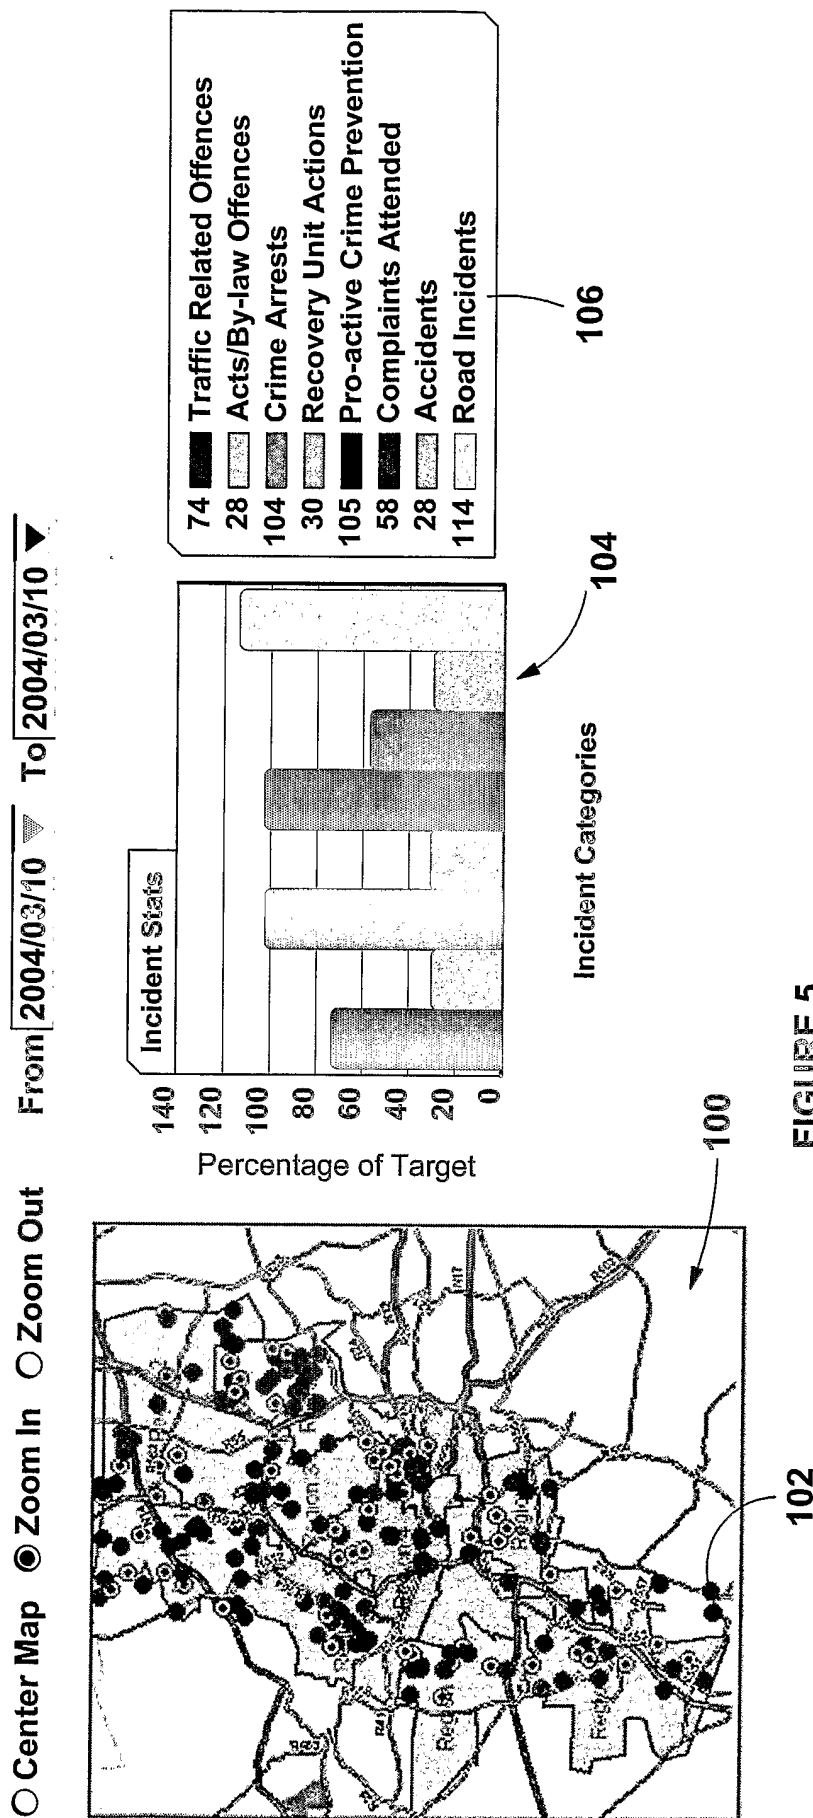 Center Map Zoom In Zoom Out From 2004/03/10 To 2004/03/10
Incident Stats
Percentage of Target
140
120
100
80
60
40
20
0
Incident Categories
74 Traffic Related Offences
28 Acts/By-law Offences
104 Crime Arrests
30 Recovery Unit Actions
105 Pro-active Crime Prevention
58 Complaints Attended
28 Accidents
114 Road Incidents
N17
100
102
104
106
FIGURE 5